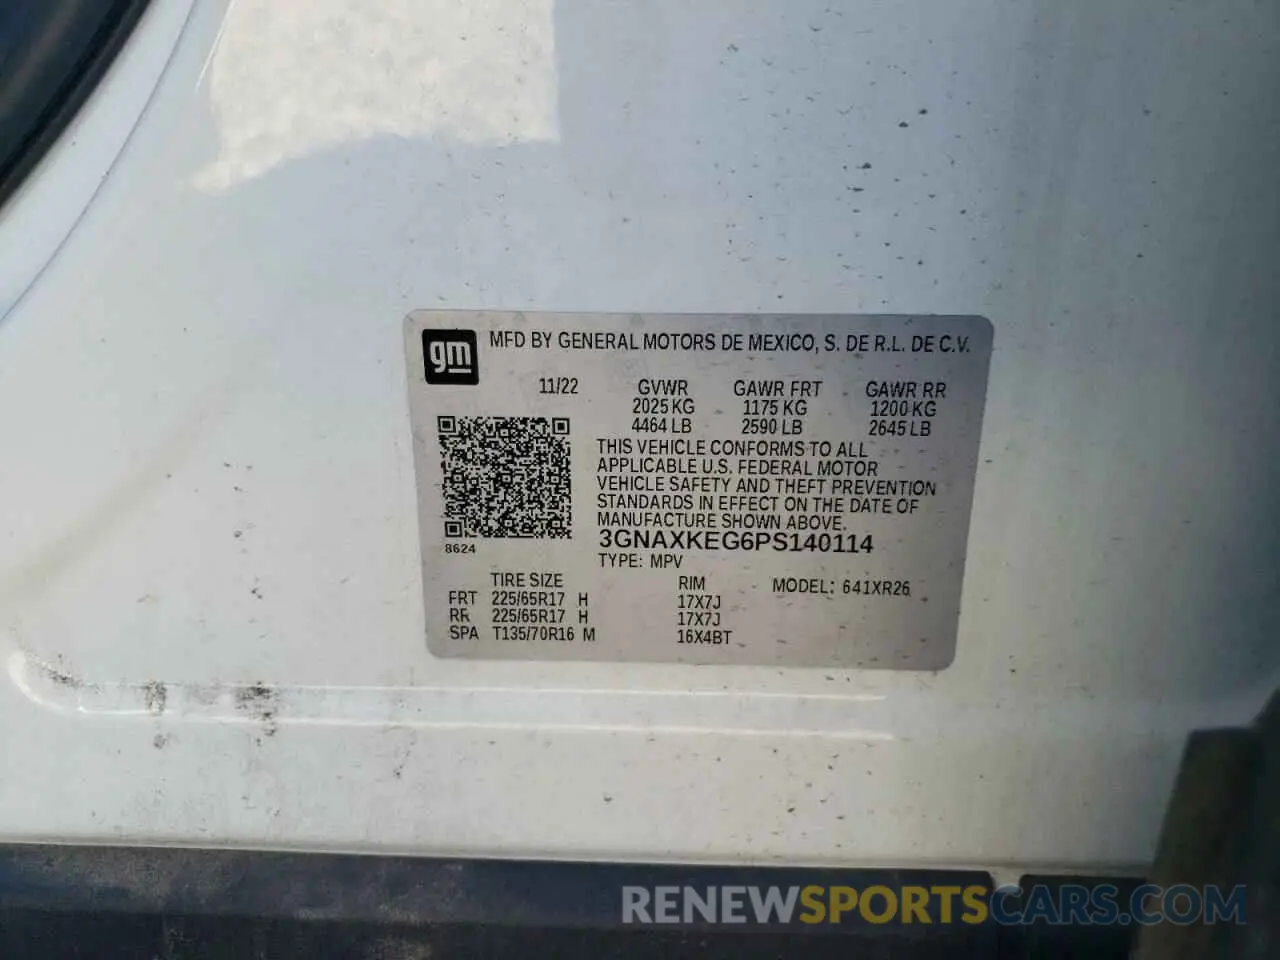 gm MFD BY GENERAL MOTORS DE MEXICO, S. DE R.L. DE C.V.
11/22 GVWR GAWR FRT GAWR RR
2025 KG 1175 KG 1200 KG
4464 LB 2590 LB 2645 LB
THIS VEHICLE CONFORMS TO ALL
APPLICABLE U.S. FEDERAL MOTOR
VEHICLE SAFETY AND THEFT PREVENTION
STANDARDS IN EFFECT ON THE DATE OF
MANUFACTURE SHOWN ABOVE.
3GNAXKEG6PS140114
8624
TYPE: MPV
TIRE SIZE RIM MODEL: 641XR26
FRT 225/65R17 H 17X7J
RR 225/65R17 H 17X7J
SPA T135/70R16 M 16X4BT
RENEWSPORTSCARS.COM